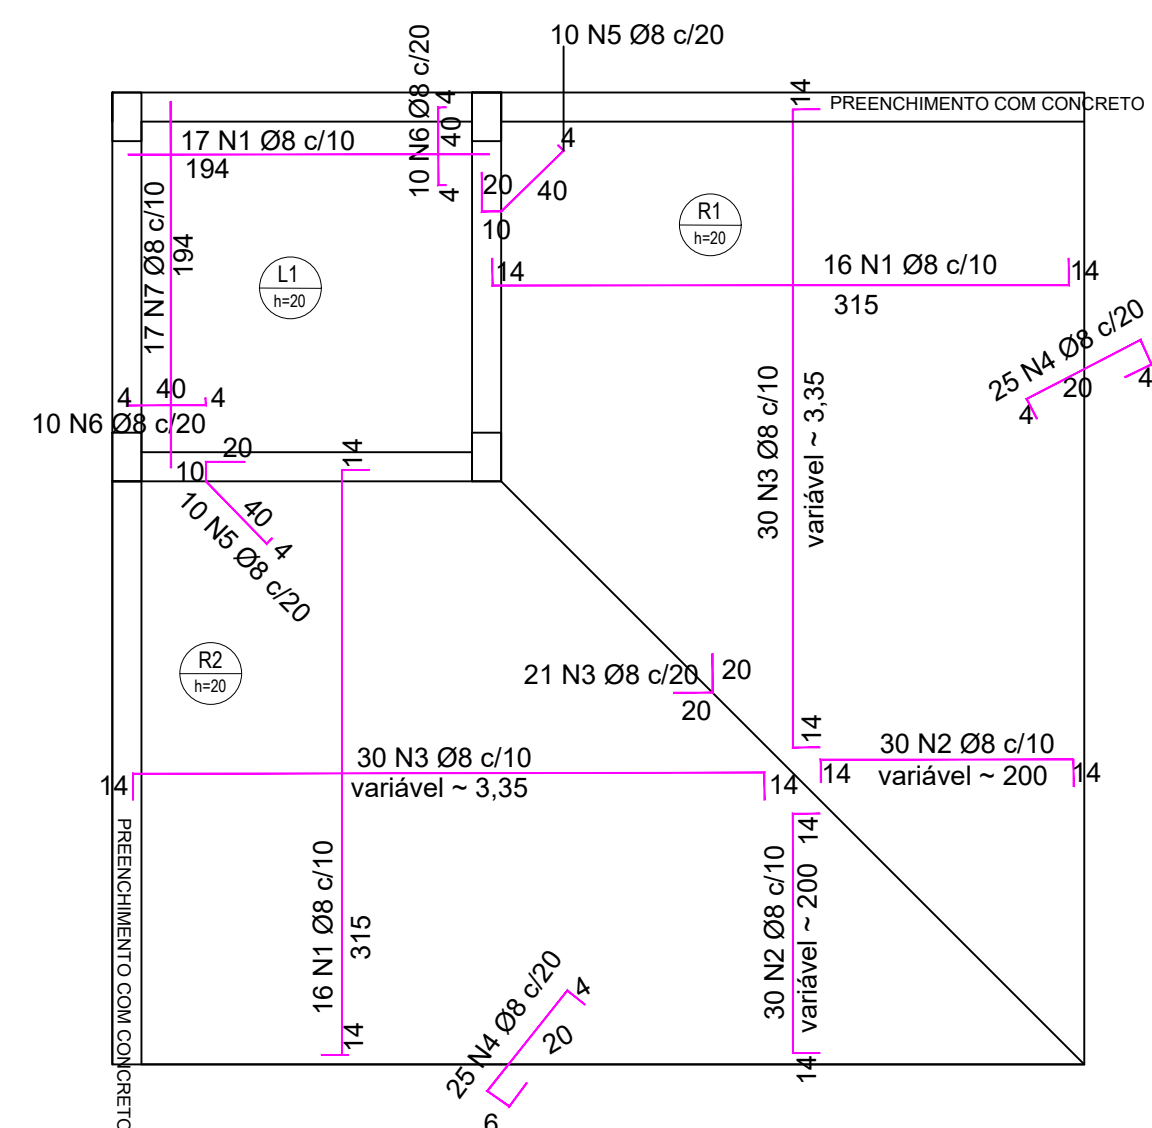 10 N5 Ø8 c/20
4
40
10 N6 Ø8 c/20
4
14
PREENCHIMENTO COM CONCRETO
17 N1 Ø8 c/10
194
4
20
40
10
R1
h=20
17 N7 Ø8 c/10
194
L1
h=20
14
16 N1 Ø8 c/10
14
315
25 N4 Ø8 c/20
20
4
4
30 N3 Ø8 c/10
variável ~ 3,35
4
40
4
10 N6 Ø8 c/20
20
14
10
40
4
10 N5 Ø8 c/20
R2
h=20
21 N3 Ø8 c/20
20
20
14
30 N3 Ø8 c/10
14
variável ~ 3,35
14
30 N2 Ø8 c/10
14
variável ~ 200
14
PREENCHIMENTO COM CONCRETO
16 N1 Ø8 c/10
315
14
14
30 N2 Ø8 c/10
variável ~ 200
14
25 N4 Ø8 c/20
4
20
6